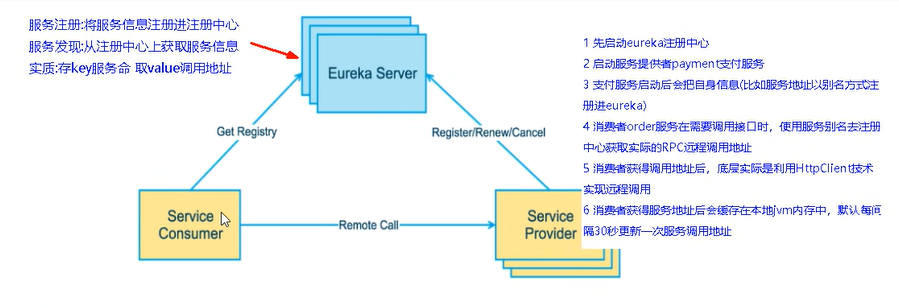 服务注册:将服务信息注册进注册中心
服务发现:从注册中心上获取服务信息
实质:存key服务命 取value调用地址
Eureka Server
Get Registry
Register/Renew/Cancel
Service
Consumer
Remote Call
Service
Provider
1 先启动eureka注册中心
2 启动服务提供者payment支付服务
3 支付服务启动后会把自身信息(比如服务地址以别名方式注
册进eureka)
4 消费者order服务在需要调用接口时，使用服务别名去注册
中心获取实际的RPC远程调用地址
5 消费者获得调用地址后，底层实际是利用HttpClient技术
实现远程调用
6 消费者获得服务地址后会缓存在本地jvm内存中，默认每间
隔30秒更新一次服务调用地址